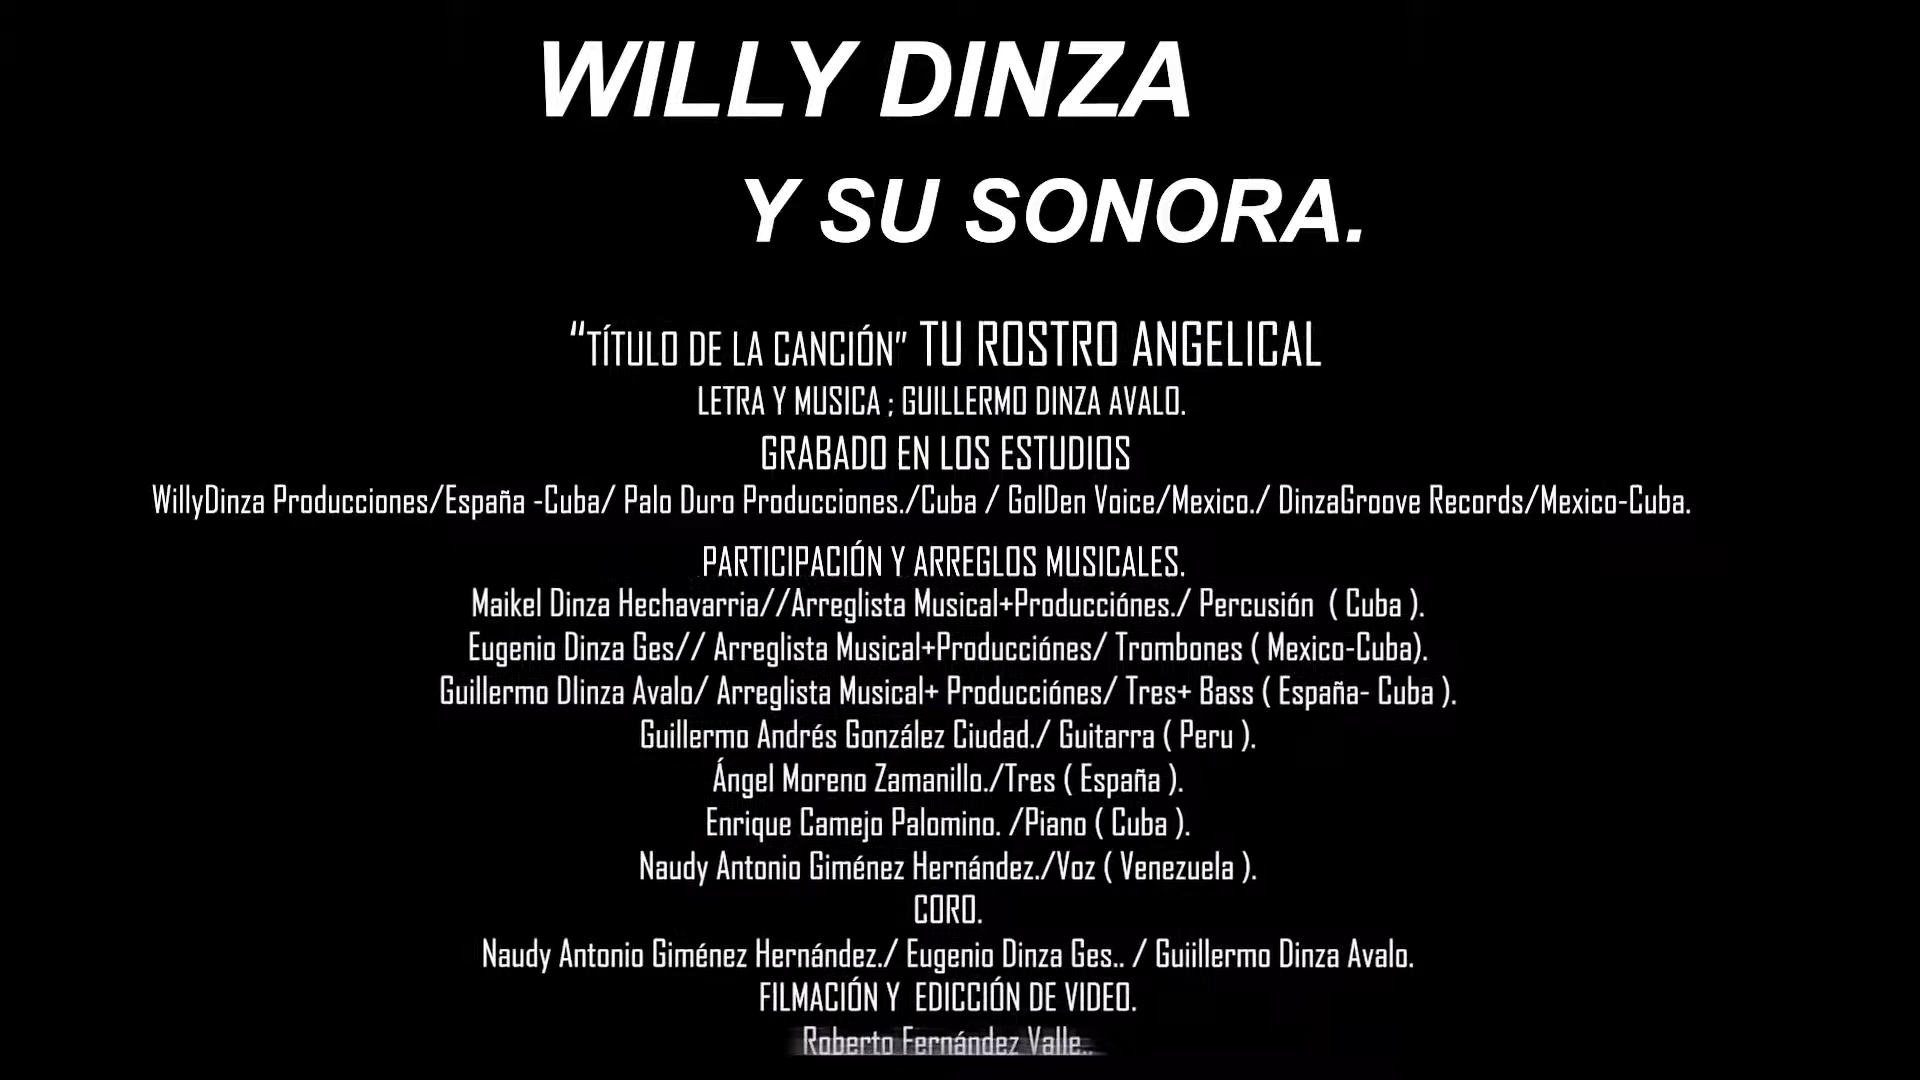 WILLY DINZA
Y SU SONORA.
“TÍTULO DE LA CANCIÓN” TU ROSTRO ANGELICAL
LETRA Y MUSICA ; GUILLERMO DINZA AVALO.
GRABADO EN LOS ESTUDIOS
WillyDinza Producciones/España -Cuba/ Palo Duro Producciones./Cuba / GolDen Voice/Mexico./ DinzaGroove Records/Mexico-Cuba.
PARTICIPACIÓN Y ARREGLOS MUSICALES.
Maikel Dinza Hechavarria//Arreglista Musical+Producciónes./ Percusión ( Cuba ).
Eugenio Dinza Ges// Arreglista Musical+Producciónes/ Trombones ( Mexico-Cuba).
Guillermo DIinza Avalo/ Arreglista Musical+ Producciónes/ Tres+ Bass ( España- Cuba ).
Guillermo Andrés González Ciudad./ Guitarra ( Peru ).
Ángel Moreno Zamanillo./Tres ( España ).
Enrique Camejo Palomino. /Piano ( Cuba ).
Naudy Antonio Giménez Hernández./Voz ( Venezuela ).
CORO.
Naudy Antonio Giménez Hernández./ Eugenio Dinza Ges.. / Guiillermo Dinza Avalo.
FILMACIÓN Y EDICCIÓN DE VIDEO.
Roberto Fernández Valle..